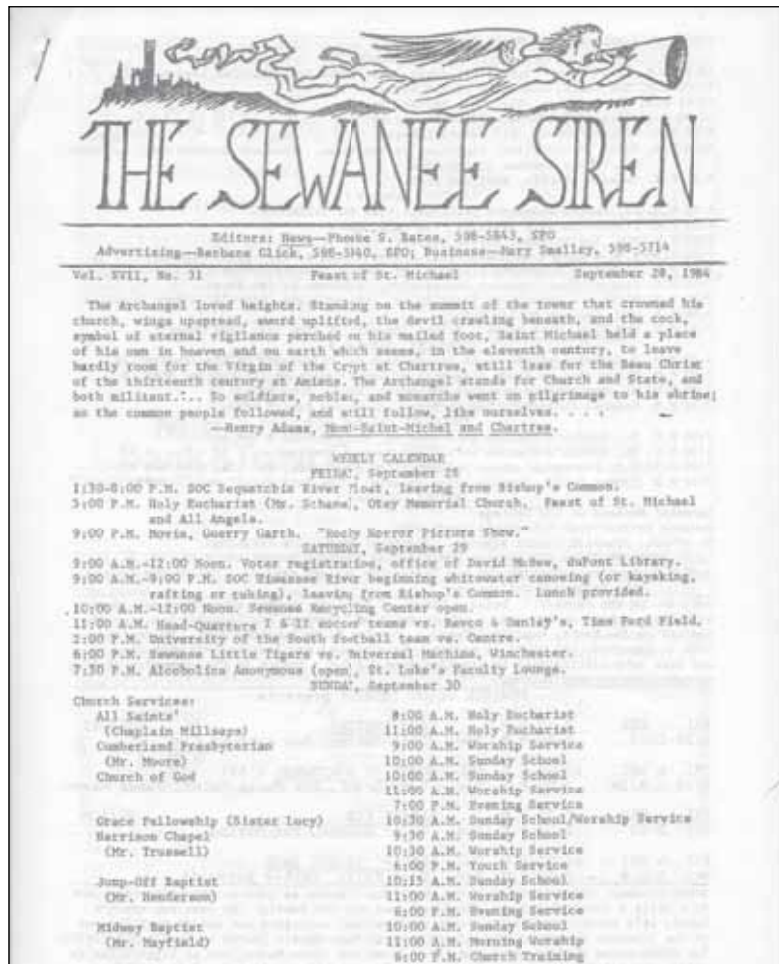 THE SEWANEE SIREN
Editors: News—Phoebe S. Bates, 598-5843, SPO
Advertising—Barbara Glick, 598-5940, SPO; Business—Mary Smalley, 598-5714
Vol. XVII, No. 31 Feast of St. Michael September 28, 1984
The Archangel loved heights. Standing on the summit of the tower that crowned his
church, wings upspread, sword uplifted, the devil crawling beneath, and the cock,
symbol of eternal vigilance perched on his mailed foot, Saint Michael held a place
of his own in heaven and on earth which seems, in the eleventh century, to leave
hardly room for the Virgin of the Crypt at Chartres, still less for the Beau Christ
of the thirteenth century at Amiens. The Archangel stands for Church and State, and
both militant.... So soldiers, nobles, and monarchs went on pilgrimage to his shrine;
so the common people followed, and still follow, like ourselves. . . .
—Henry Adams, Mont-Saint-Michel and Chartres.
WEEKLY CALENDAR
FRIDAY, September 28
1:30-8:00 P.M. SOC Sequatchie River float, leaving from Bishop's Common.
5:00 P.M. Holy Eucharist (Mr. ), Otey Memorial Church. Feast of St. Michael
and All Angels.
9:00 P.M. Movie, Guerry Garth. "Rocky Horror Picture Show."
SATURDAY, September 29
9:00 A.M.-12:00 Noon. Voter registration, office of David McBee, duPont Library.
9:00 A.M.-9:00 P.M. SOC Hiwassee River beginning whitewater canoeing (or kayaking,
rafting or tubing), leaving from Bishop's Common. Lunch provided.
10:00 A.M.-12:00 Noon. Sewanee Recycling Center open.
11:00 A.M. Head-Quarters I & II soccer teams vs. Revco & Stanley's, Tims Ford Field.
2:00 P.M. University of the South football team vs. Centre.
6:00 P.M. Sewanee Little Tigers vs Universal Machine, Winchester.
7:30 P.M. Alcoholics Anonymous (open), St. Luke's Faculty Lounge.
SUNDAY, September 30
Church Services:
All Saints' 8:00 A.M. Holy Eucharist
(Chaplain Millsaps) 11:00 A.M. Holy Eucharist
Cumberland Presbyterian 9:00 A.M. Worship Service
(Mr. Moore) 10:00 A.M. Sunday School
Church of God 10:00 A.M. Sunday School
11:00 A.M. Worship Service
7:00 P.M. Evening Service
Grace Fellowship (Sister Lucy) 10:30 A.M. Sunday School/Worship Service
Harrison Chapel 9:30 A.M. Sunday School
(Mr. Trussell) 10:30 A.M. Worship Service
6:00 P.M. Youth Service
Jump-Off Baptist 10:15 A.M. Sunday School
(Mr. Henderson) 11:00 A.M. Worship Service
6:00 P.M. Evening Service
Midway Baptist 10:00 A.M. Sunday School
(Mr. Mayfield) 11:00 A.M. Morning Worship
6:00 P.M. Church Training